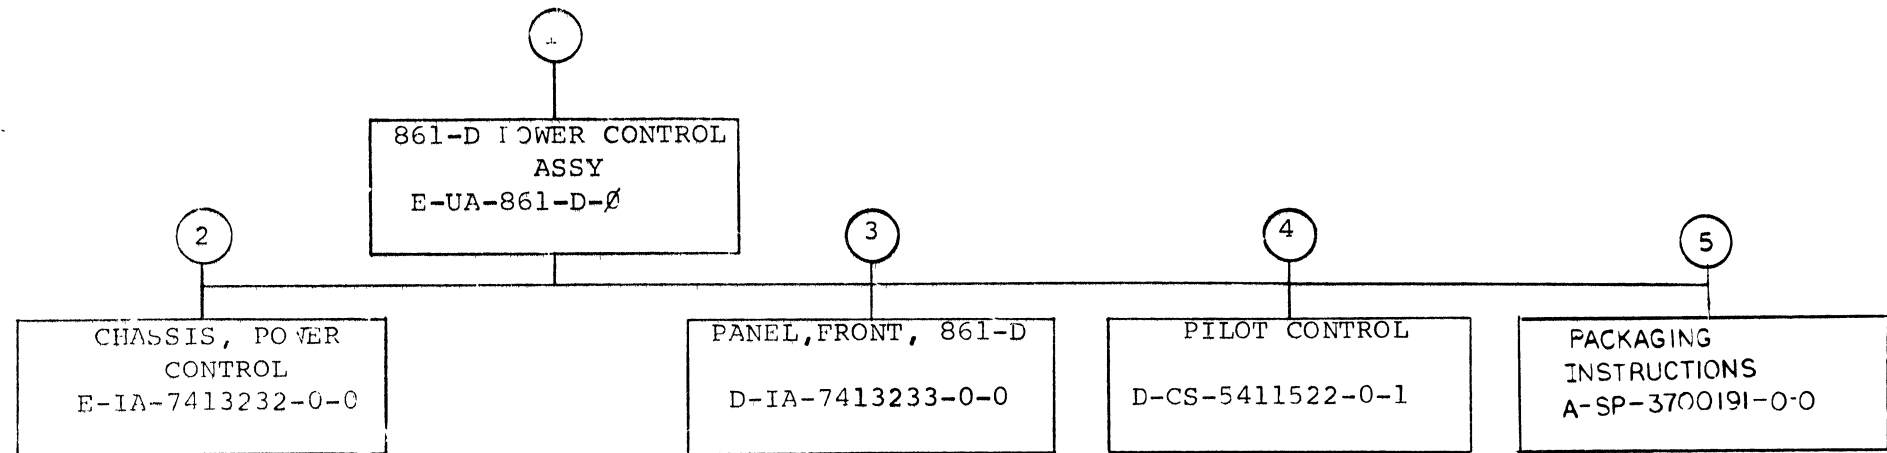 861-D POWER CONTROL
ASSY
E-UA-861-D-Ø
2
CHASSIS, POWER
CONTROL
E-IA-7413232-0-0
3
PANEL,FRONT, 861-D
D-IA-7413233-0-0
4
PILOT CONTROL
D-CS-5411522-0-1
5
PACKAGING
INSTRUCTIONS
A-SP-3700191-0-0